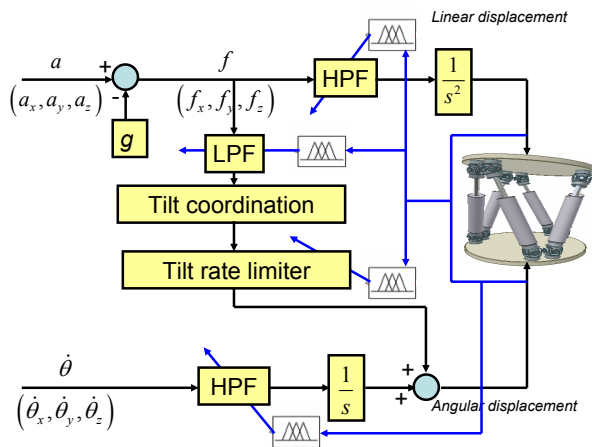 Linear displacement
a
f
+
-
(a_x, a_y, a_z)
(f_x, f_y, f_z)
HPF
1
s²
g
LPF
Tilt coordination
Tilt rate limiter
θ̇
(θ̇_x, θ̇_y, θ̇_z)
HPF
1
s
+
+
Angular displacement